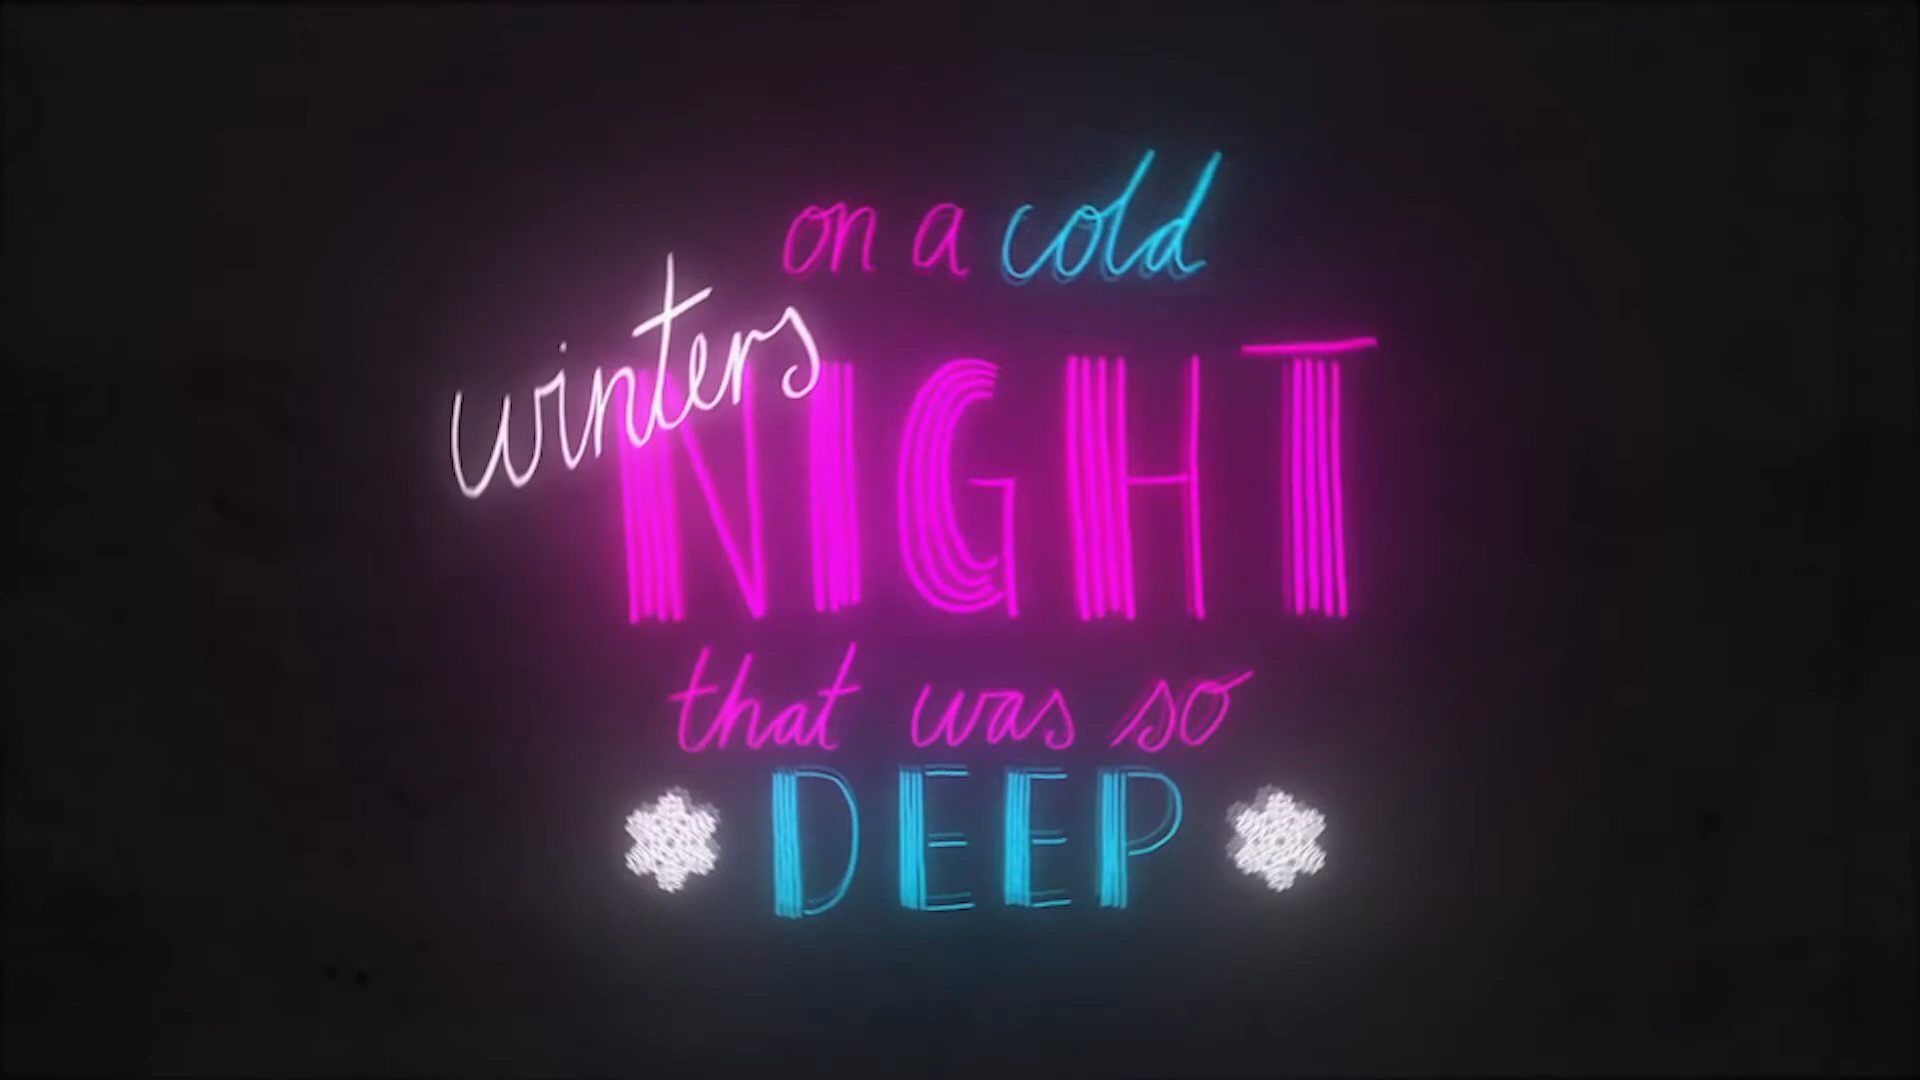 on a cold
winters
NIGHT
that was so
DEEP